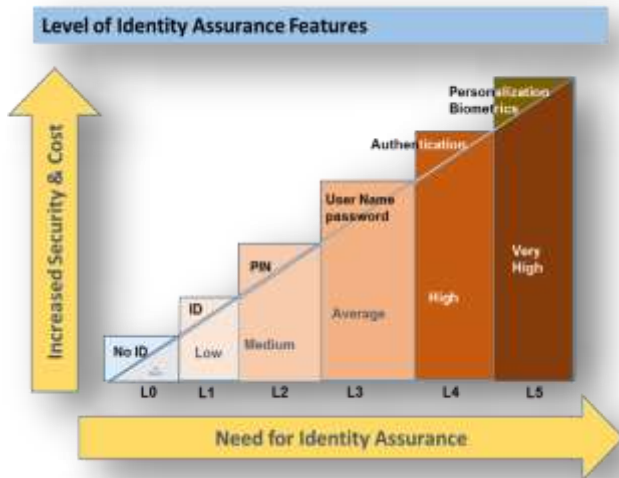 Level of Identity Assurance Features
Increased Security & Cost
Personalization
Biometrics
Authentication
User Name
password
PIN
ID
No ID
Low
Medium
Average
High
Very
High
L0
L1
L2
L3
L4
L5
Need for Identity Assurance